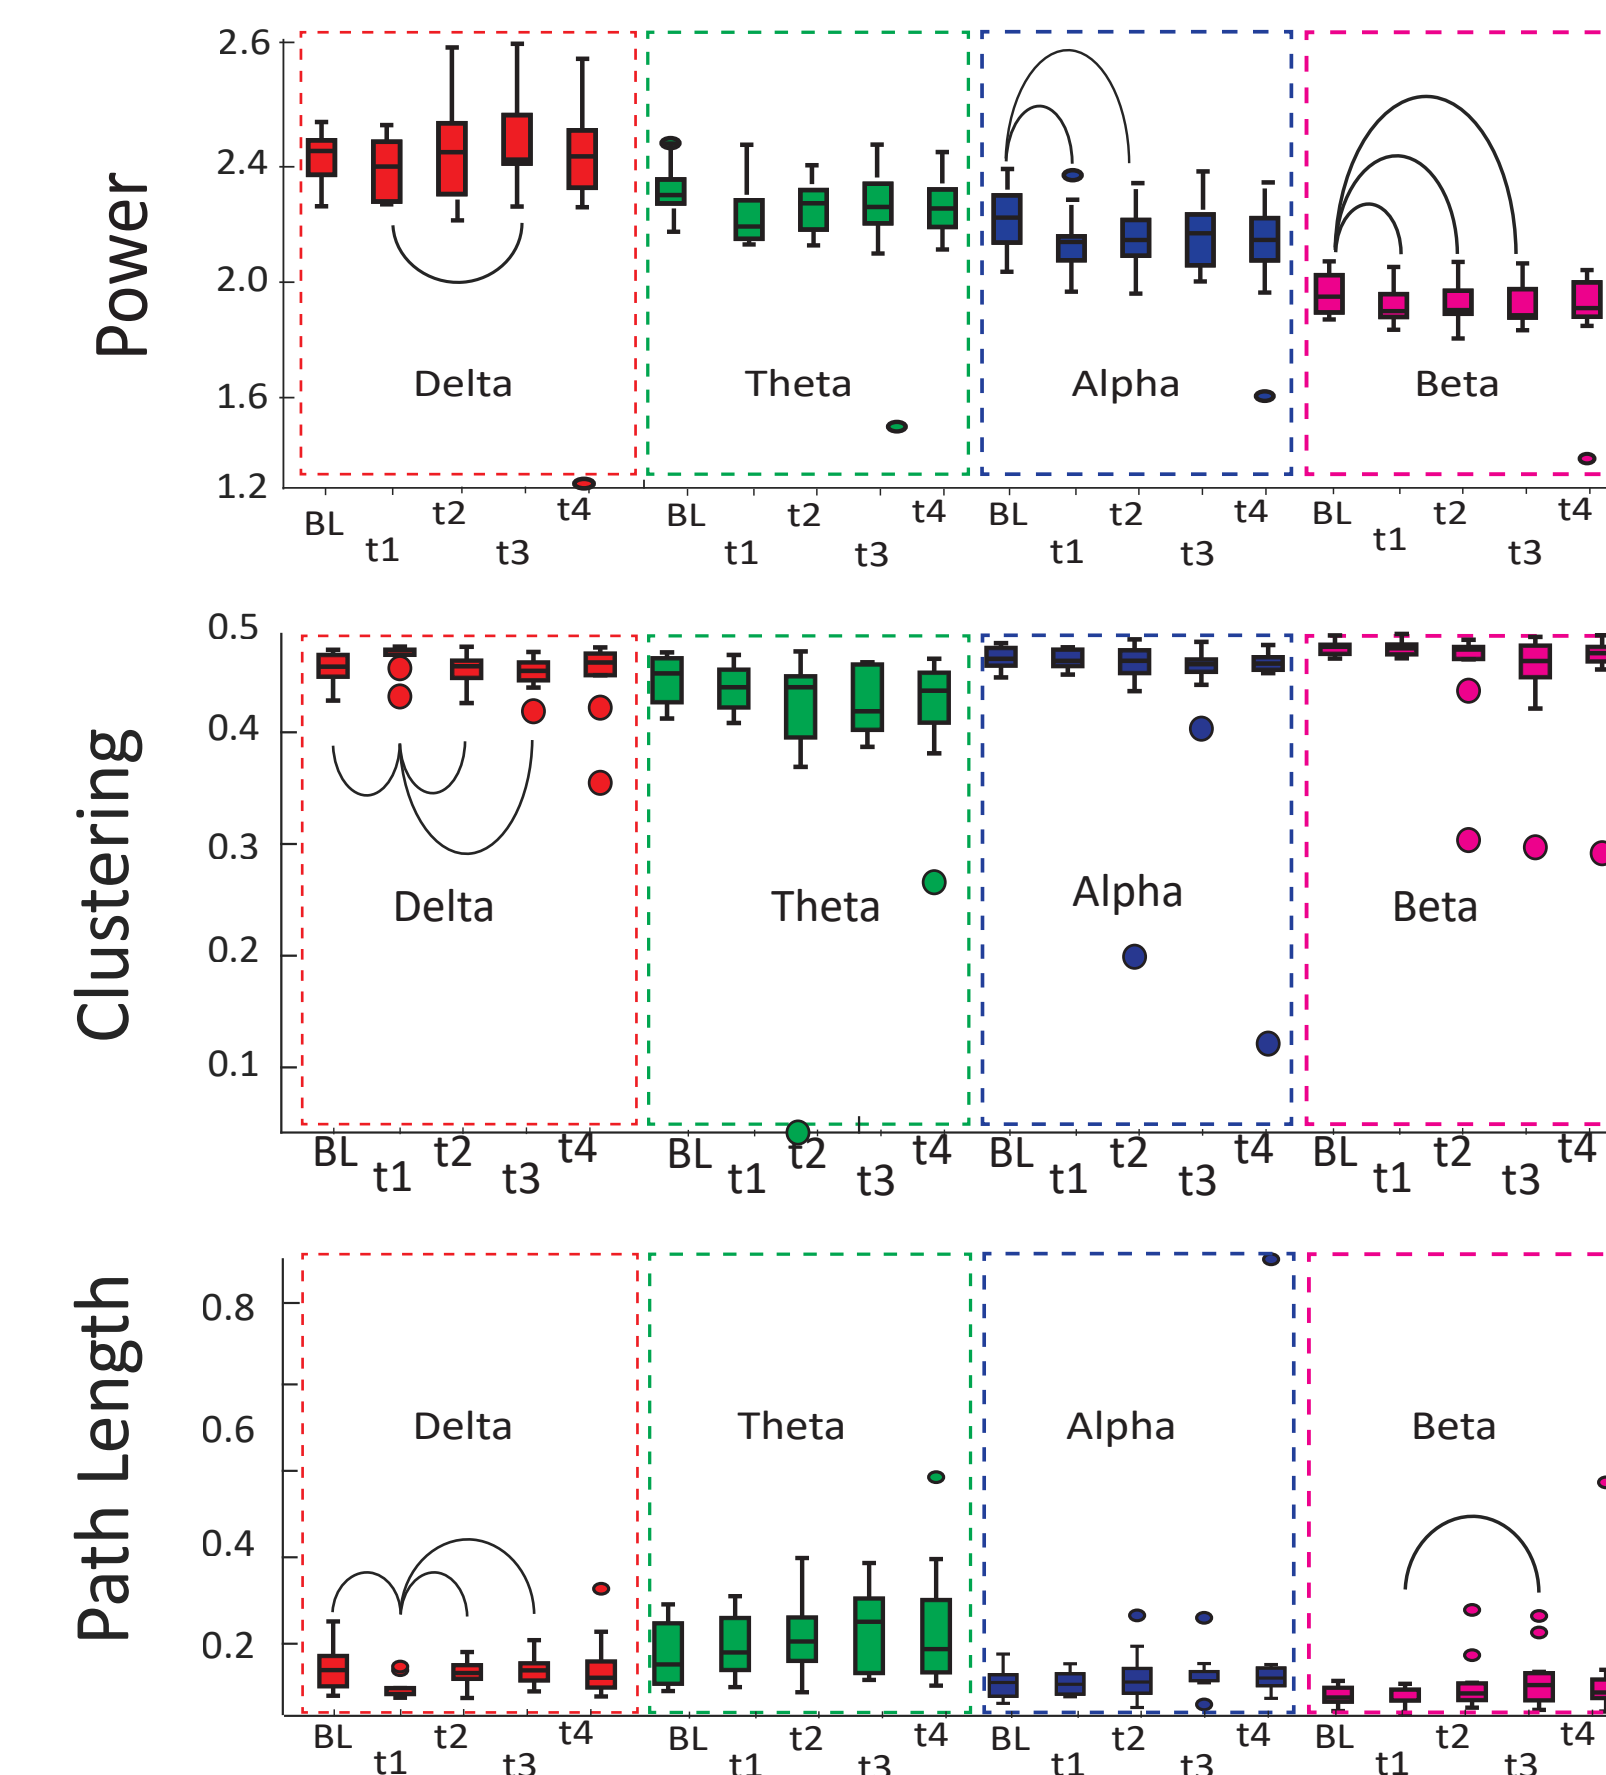 Power
2.6
2.4
2.0
1.6
1.2
Delta
Theta
Alpha
Beta
BL t1 t2 t3 t4
BL t1 t2 t3 t4
BL t1 t2 t3 t4
BL t1 t2 t3 t4
Clustering
0.5
0.4
0.3
0.2
0.1
Delta
Theta
Alpha
Beta
BL t1 t2 t3 t4
BL t1 t2 t3 t4
BL t1 t2 t3 t4
BL t1 t2 t3 t4
Path Length
0.8
0.6
0.4
0.2
Delta
Theta
Alpha
Beta
BL t1 t2 t3 t4
BL t1 t2 t3 t4
BL t1 t2 t3 t4
BL t1 t2 t3 t4